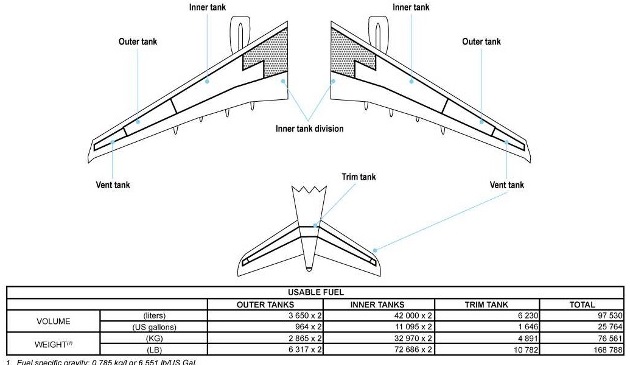 Inner tank
Inner tank
Outer tank
Outer tank
Inner tank division
Vent tank
Trim tank
Vent tank
USABLE FUEL
OUTER TANKS INNER TANKS TRIM TANK TOTAL
VOLUME (liters) 3 650 x 2 42 000 x 2 6 230 97 530
(US gallons) 964 x 2 11 095 x 2 1 646 25 764
WEIGHT(1) (KG) 2 865 x 2 32 970 x 2 4 891 76 561
(LB) 6 317 x 2 72 686 x 2 10 782 168 788
1. Fuel specific gravity: 0.785 kg/l or 6.551 lb/US Gal